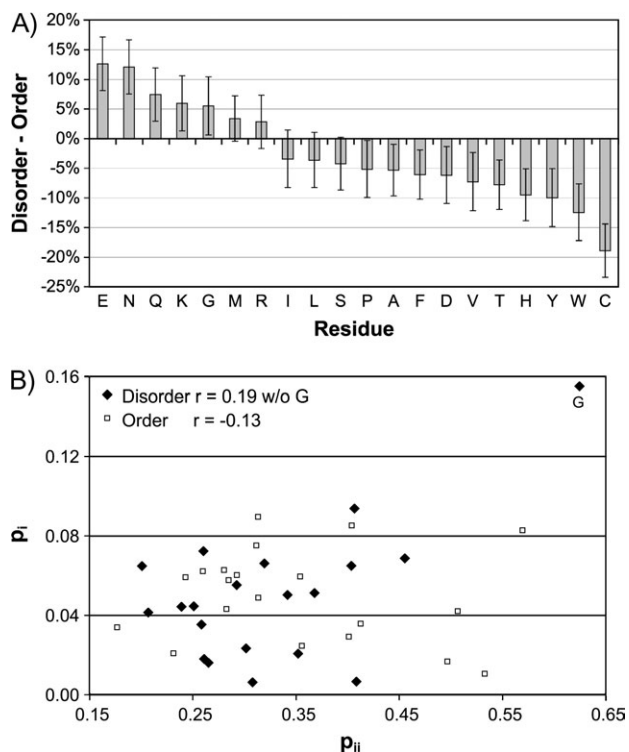 A)
Disorder - Order
20%
15%
10%
5%
0%
-5%
-10%
-15%
-20%
-25%
E N Q K G M R I L S P A F D V T H Y W C
Residue
B)
pi
0.16
0.12
0.08
0.04
0.00
Disorder r = 0.19 w/o G
Order r = -0.13
G
0.15 0.25 0.35 0.45 0.55 0.65
pii